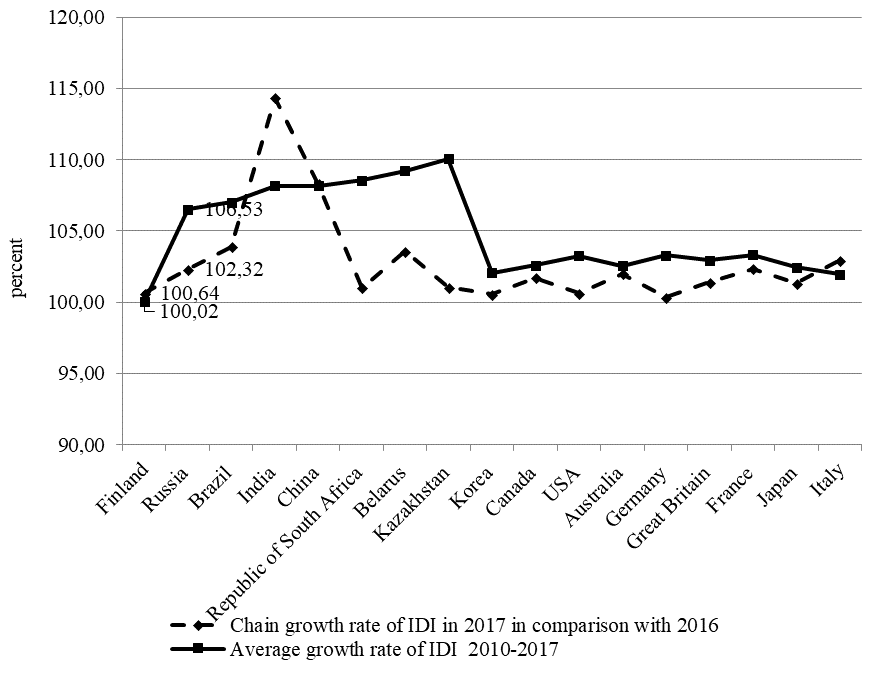 120,00
115,00
110,00
105,00
100,00
95,00
90,00
percent
106,53
102,32
100,64
100,02
Finland
Russia
Brazil
India
China
Republic of South Africa
Belarus
Kazakhstan
Korea
Canada
USA
Australia
Germany
Great Britain
France
Japan
Italy
Chain growth rate of IDI in 2017 in comparison with 2016
Average growth rate of IDI 2010-2017